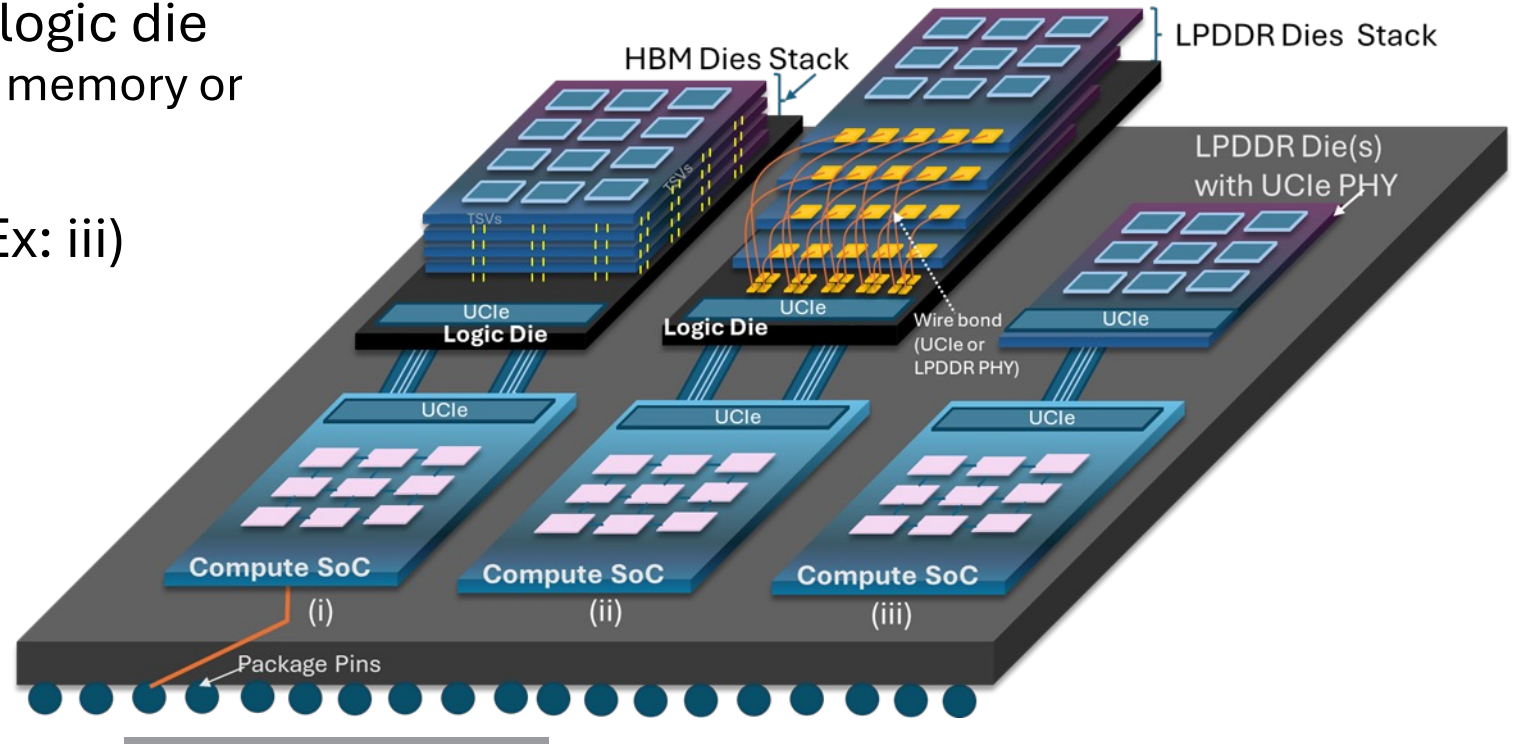 logic die
memory or
Ex: iii)
HBM Dies Stack
LPDDR Dies Stack
LPDDR Die(s)
with UCIe PHY
TSVs
TSVs
UCIe
Logic Die
UCIe
Logic Die
Wire bond
(UCIe or
LPDDR PHY)
UCIe
UCIe
UCIe
UCIe
Compute SoC
(i)
Compute SoC
(ii)
Compute SoC
(iii)
Package Pins